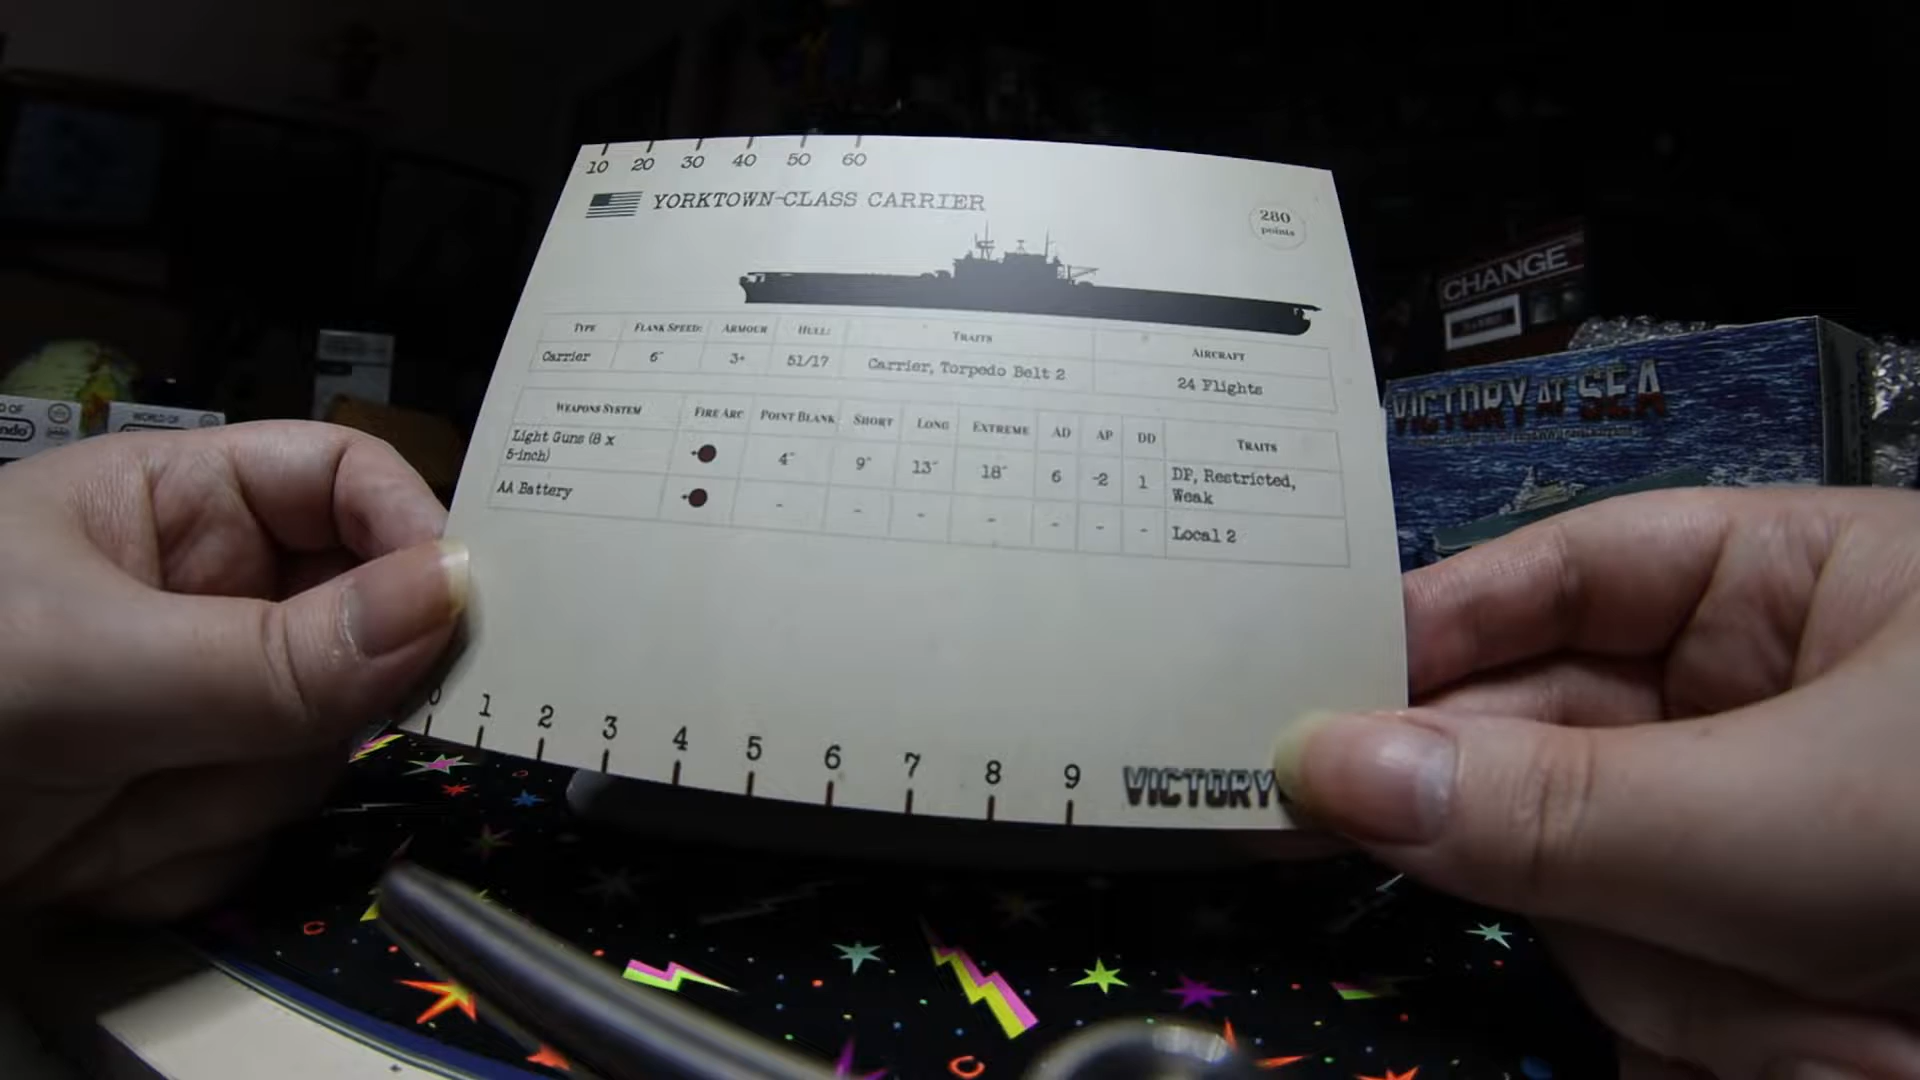 10 20 30 40 50 60
YORKTOWN-CLASS CARRIER
280
points
TYPE FLANK SPEED: ARMOUR HULL: TRAITS AIRCRAFT
Carrier 6" 3+ 51/17 Carrier, Torpedo Belt 2 24 Flights
WEAPONS SYSTEM FIRE ARC POINT BLANK SHORT LONG EXTREME AD AP DD TRAITS
Light Guns (8 x
5-inch) 4" 9" 13" 18" 6 -2 1 DP, Restricted,
Weak
AA Battery - - - - - - - Local 2
0 1 2 3 4 5 6 7 8 9
VICTORY
CHANGE
VICTORY AT SEA
WORLD OF